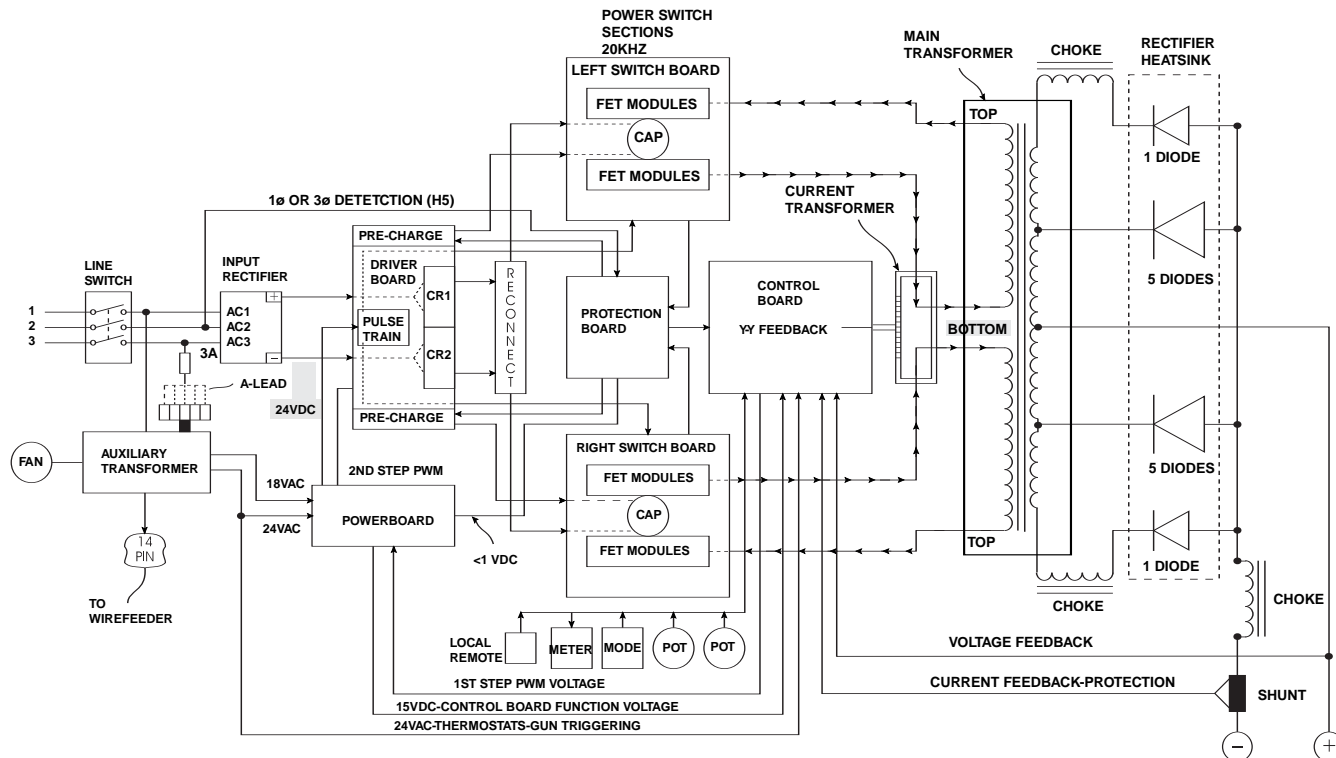 POWER SWITCH
SECTIONS
20KHZ
LEFT SWITCH BOARD
FET MODULES
CAP
FET MODULES
MAIN
TRANSFORMER
CHOKE
RECTIFIER
HEATSINK
TOP
1 DIODE
CURRENT
TRANSFORMER
5 DIODES
1ø OR 3ø DETETCTION (H5)
LINE
SWITCH
INPUT
RECTIFIER
PRE-CHARGE
DRIVER
BOARD
CR1
PULSE
TRAIN
CR2
PRE-CHARGE
RECONNECT
PROTECTION
BOARD
CONTROL
BOARD
Y-Y FEEDBACK
BOTTOM
1
2
3
+
AC1
AC2
AC3
-
3A
A-LEAD
24VDC
FAN
AUXILIARY
TRANSFORMER
18VAC
24VAC
2ND STEP PWM
POWERBOARD
<1 VDC
14
PIN
TO
WIREFEEDER
RIGHT SWITCH BOARD
FET MODULES
CAP
FET MODULES
TOP
5 DIODES
1 DIODE
CHOKE
CHOKE
LOCAL
REMOTE
METER
MODE
POT
POT
VOLTAGE FEEDBACK
1ST STEP PWM VOLTAGE
CURRENT FEEDBACK-PROTECTION
SHUNT
15VDC-CONTROL BOARD FUNCTION VOLTAGE
24VAC-THERMOSTATS-GUN TRIGGERING
-
+